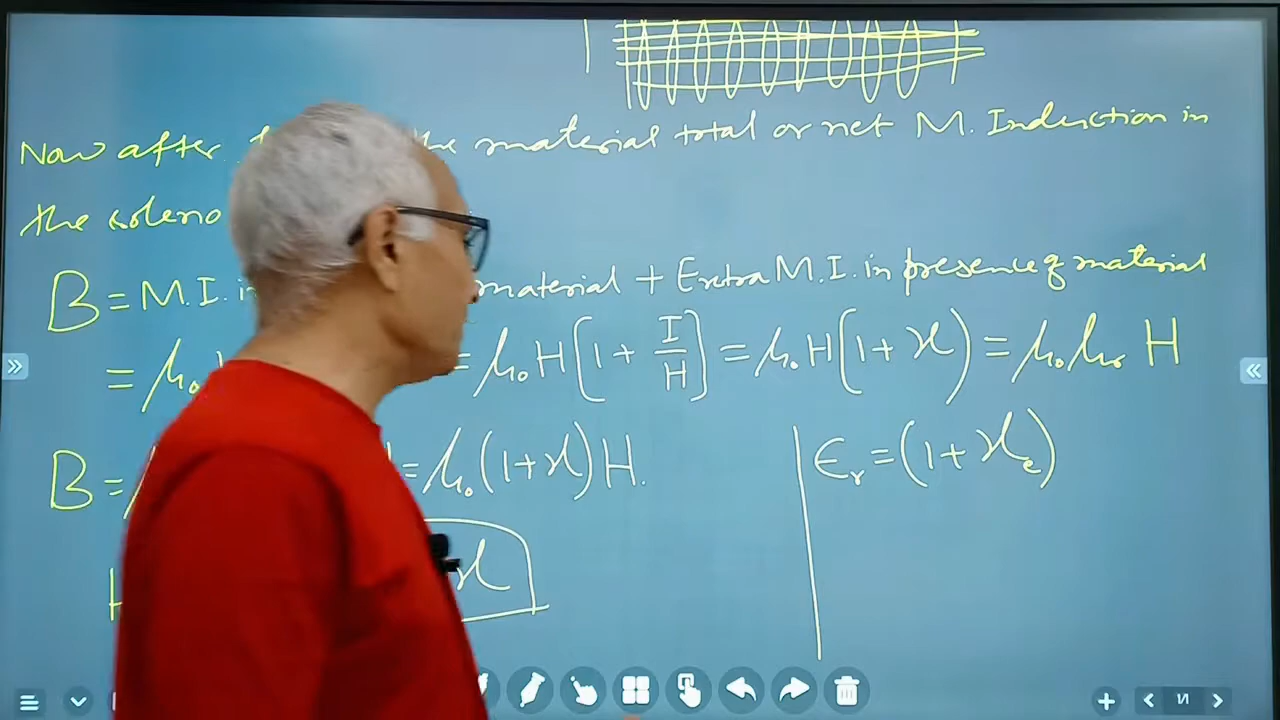 Now after the material total or net M. Induction in
the
B = M.I. in material + Extra M.I. in presence of material
= μ₀ = μ₀H[1 + I/H] = μ₀H(1 + χ) = μ₀μᵣ H
B = = μ₀(1+χ)H.
ϵᵣ = (1 + χₑ)
χ